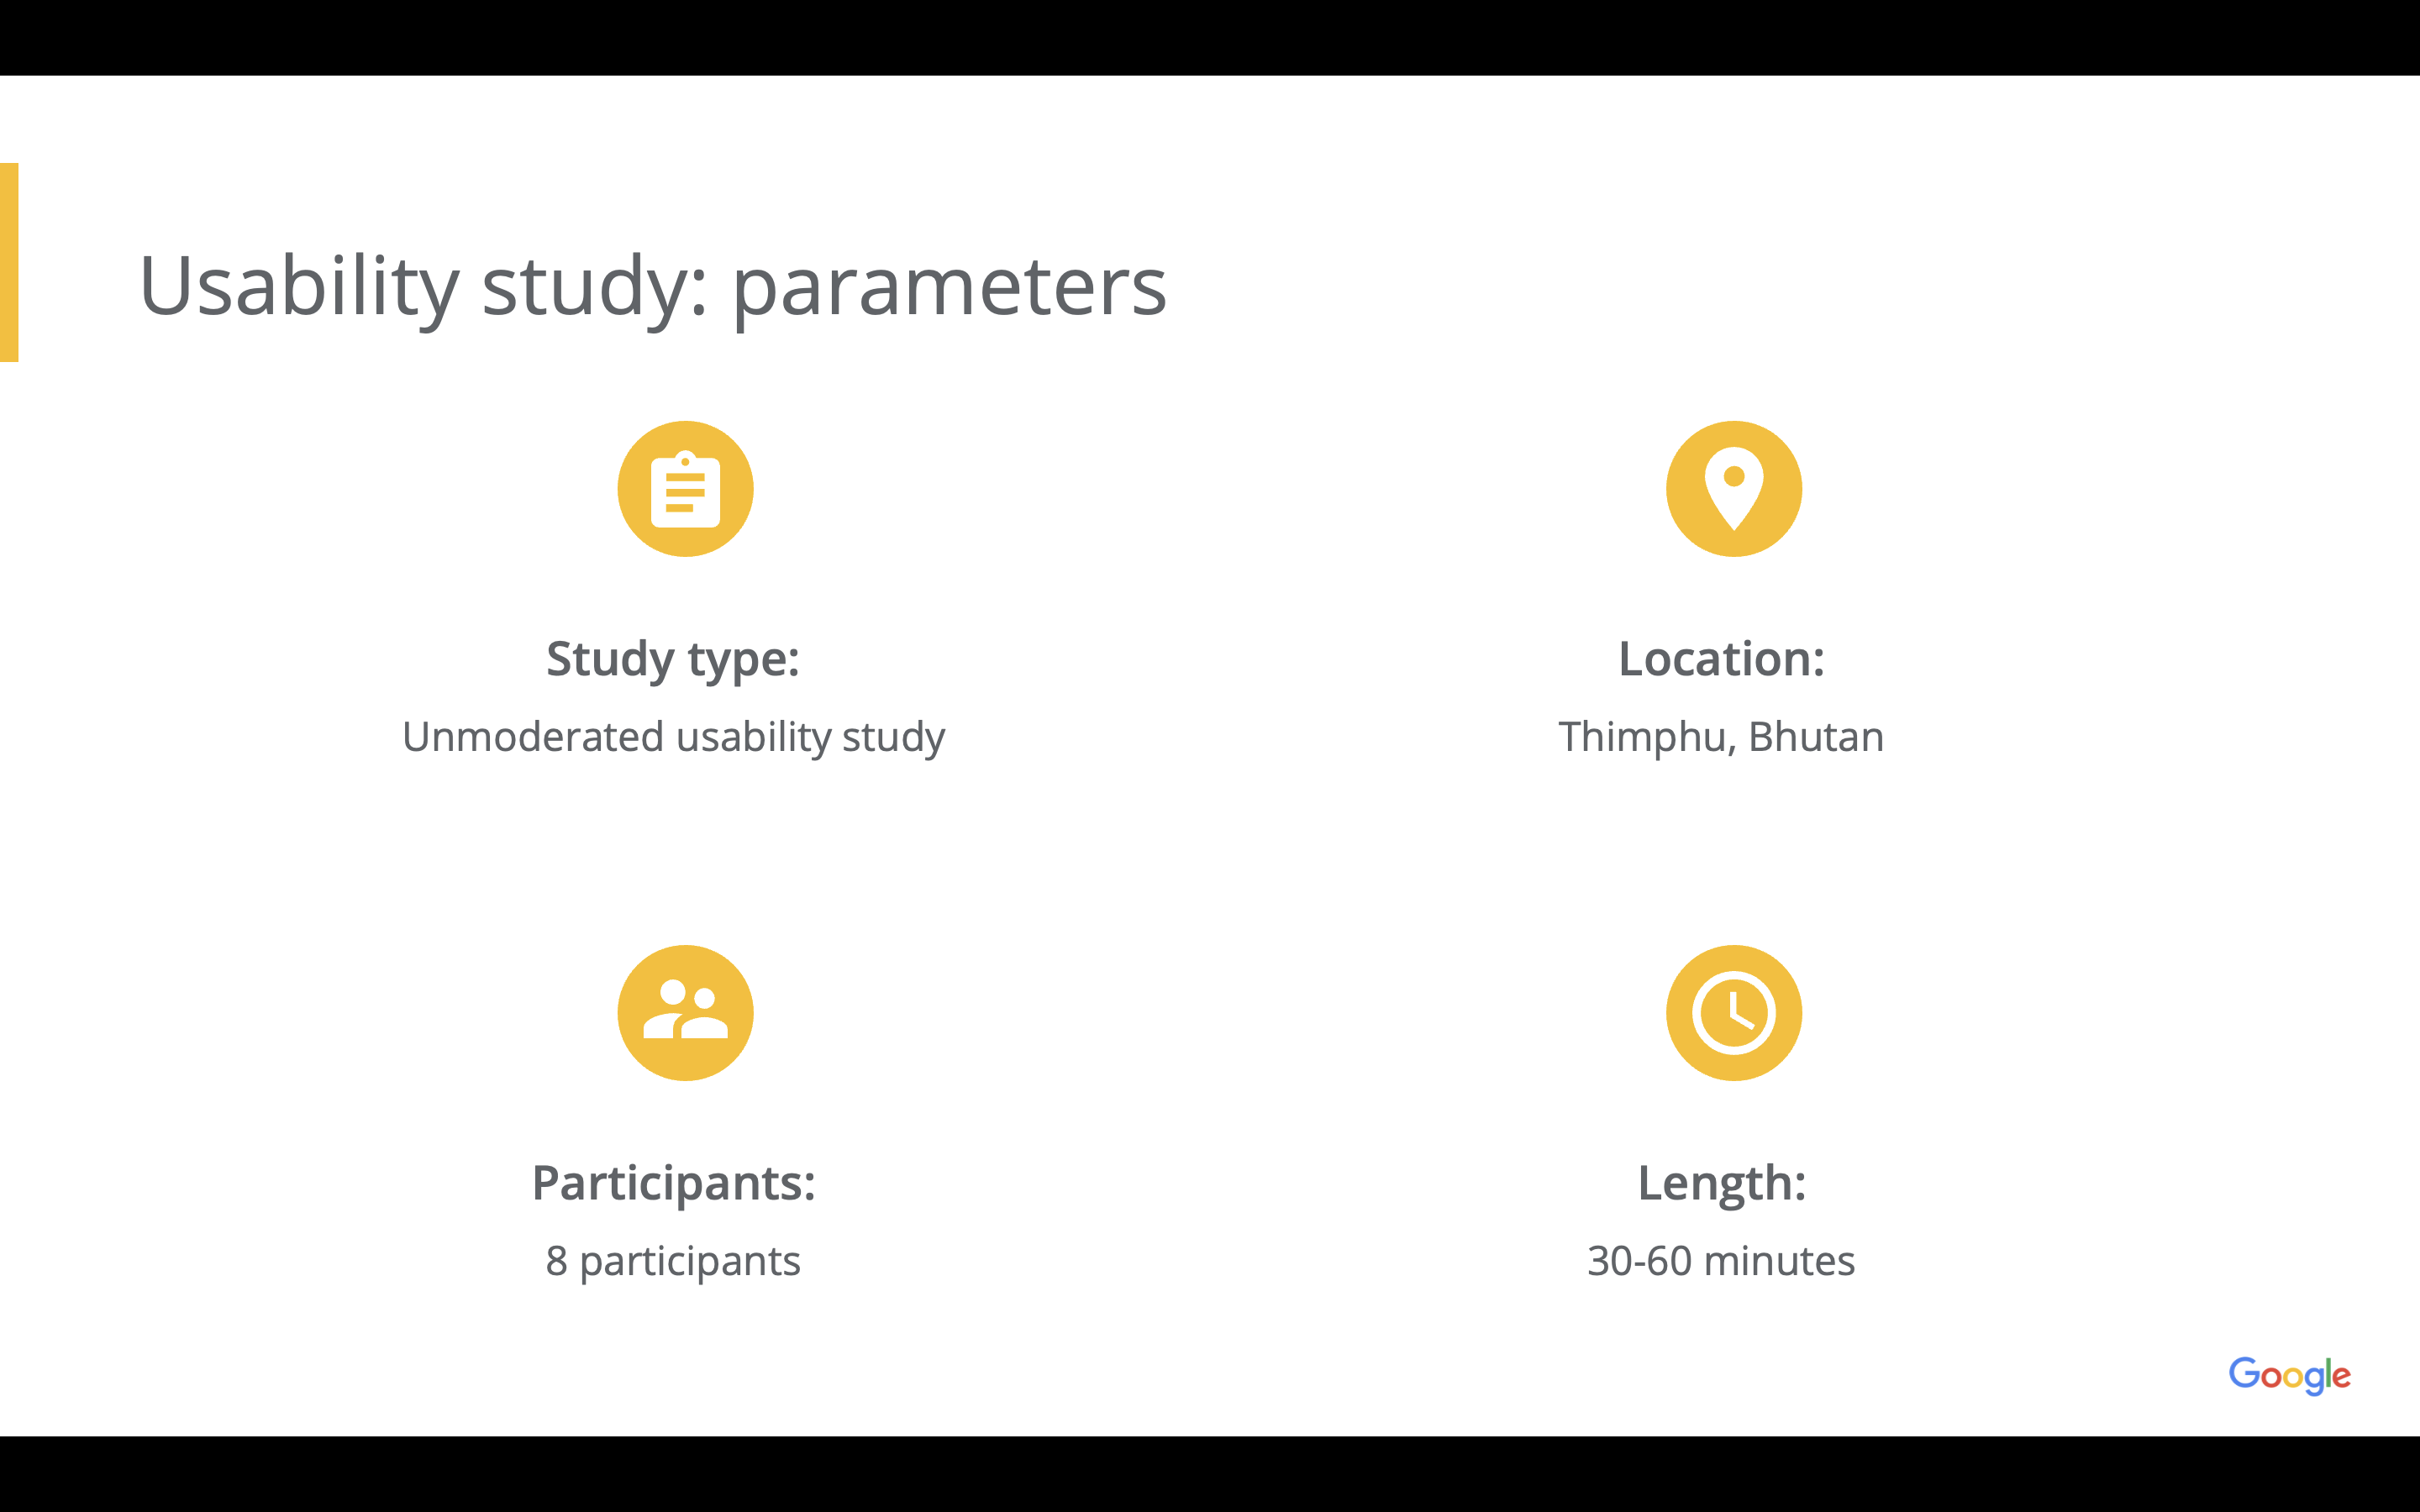 Usability study: parameters
Study type:
Unmoderated usability study
Location:
Thimphu, Bhutan
Participants:
8 participants
Length:
30-60 minutes
Google